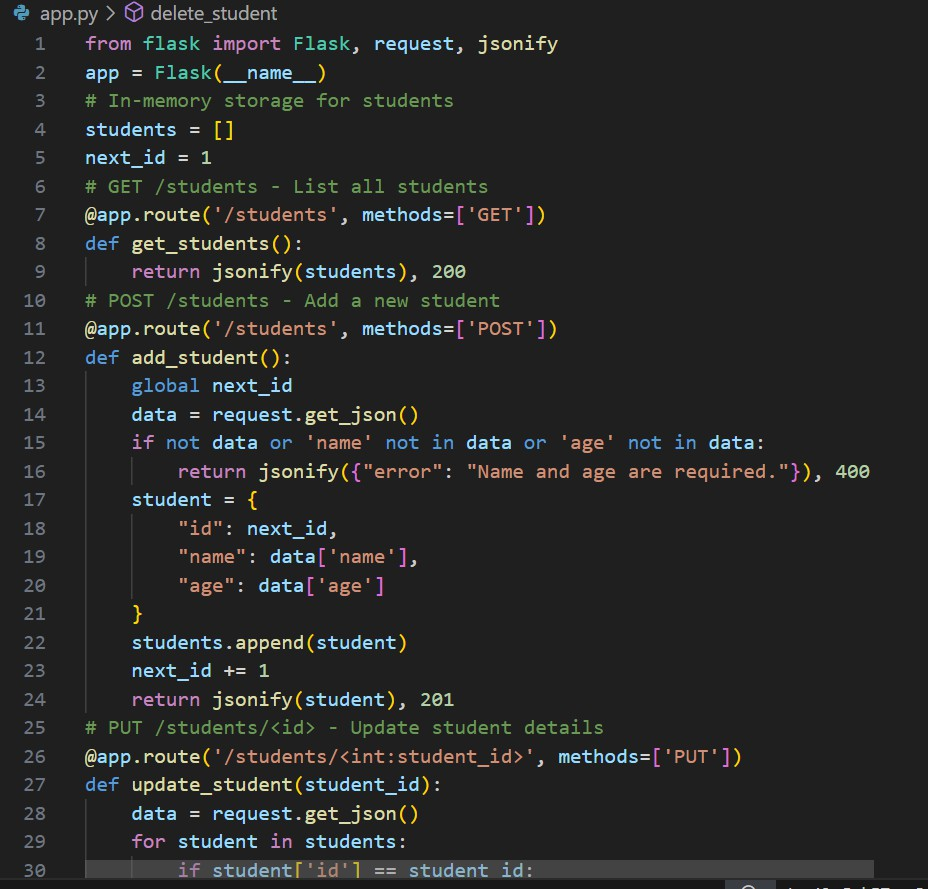 app.py > delete_student
1 from flask import Flask, request, jsonify
2 app = Flask(__name__)
3 # In-memory storage for students
4 students = []
5 next_id = 1
6 # GET /students - List all students
7 @app.route('/students', methods=['GET'])
8 def get_students():
9     return jsonify(students), 200
10 # POST /students - Add a new student
11 @app.route('/students', methods=['POST'])
12 def add_student():
13     global next_id
14     data = request.get_json()
15     if not data or 'name' not in data or 'age' not in data:
16         return jsonify({"error": "Name and age are required."}), 400
17     student = {
18         "id": next_id,
19         "name": data['name'],
20         "age": data['age']
21     }
22     students.append(student)
23     next_id += 1
24     return jsonify(student), 201
25 # PUT /students/<id> - Update student details
26 @app.route('/students/<int:student_id>', methods=['PUT'])
27 def update_student(student_id):
28     data = request.get_json()
29     for student in students:
30         if student['id'] == student_id: